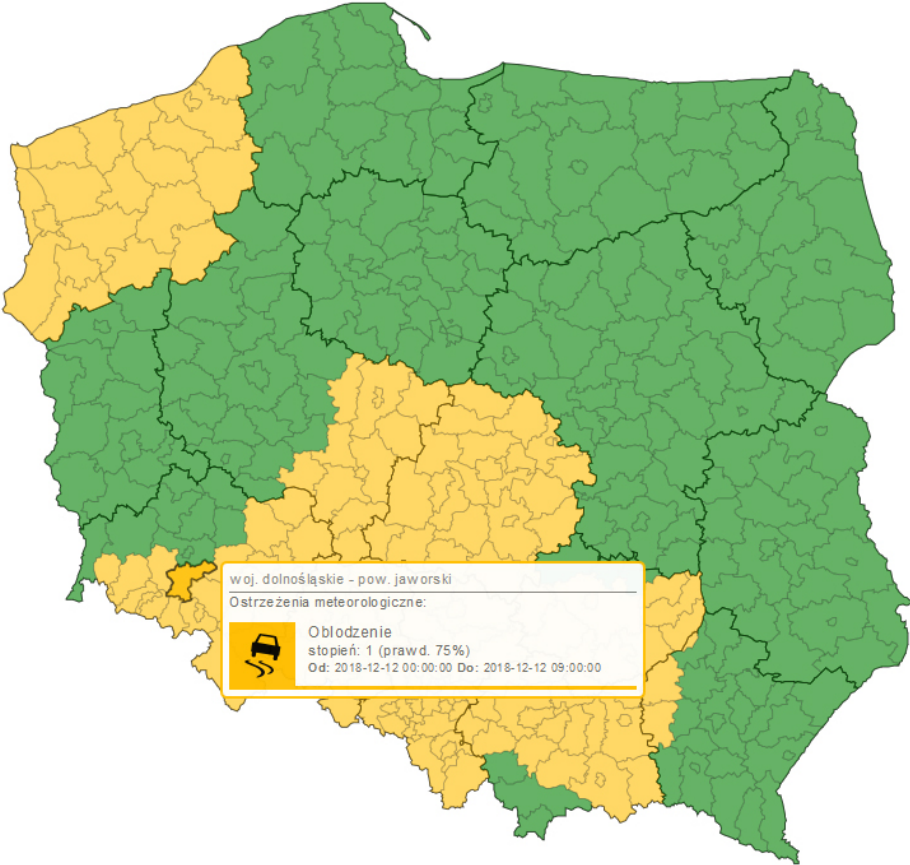 woj. dolnośląskie - pow. jaworski
Ostrzeżenia meteorologiczne:
Oblodzenie
stopień: 1 (prawd. 75%)
Od: 2018-12-12 00:00:00 Do: 2018-12-12 09:00:00